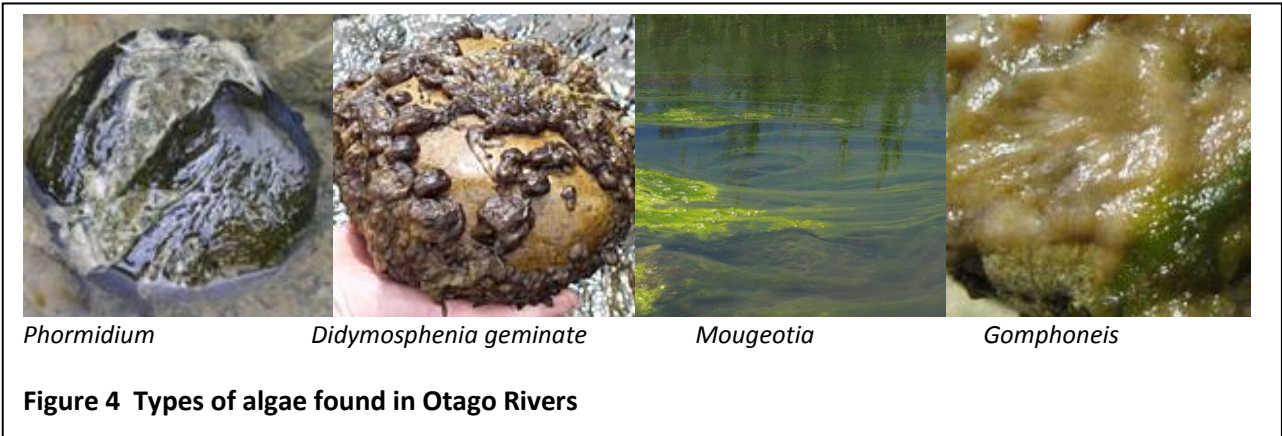 Phormidium Didymosphenia geminate Mougeotia Gomphoneis
Figure 4 Types of algae found in Otago Rivers